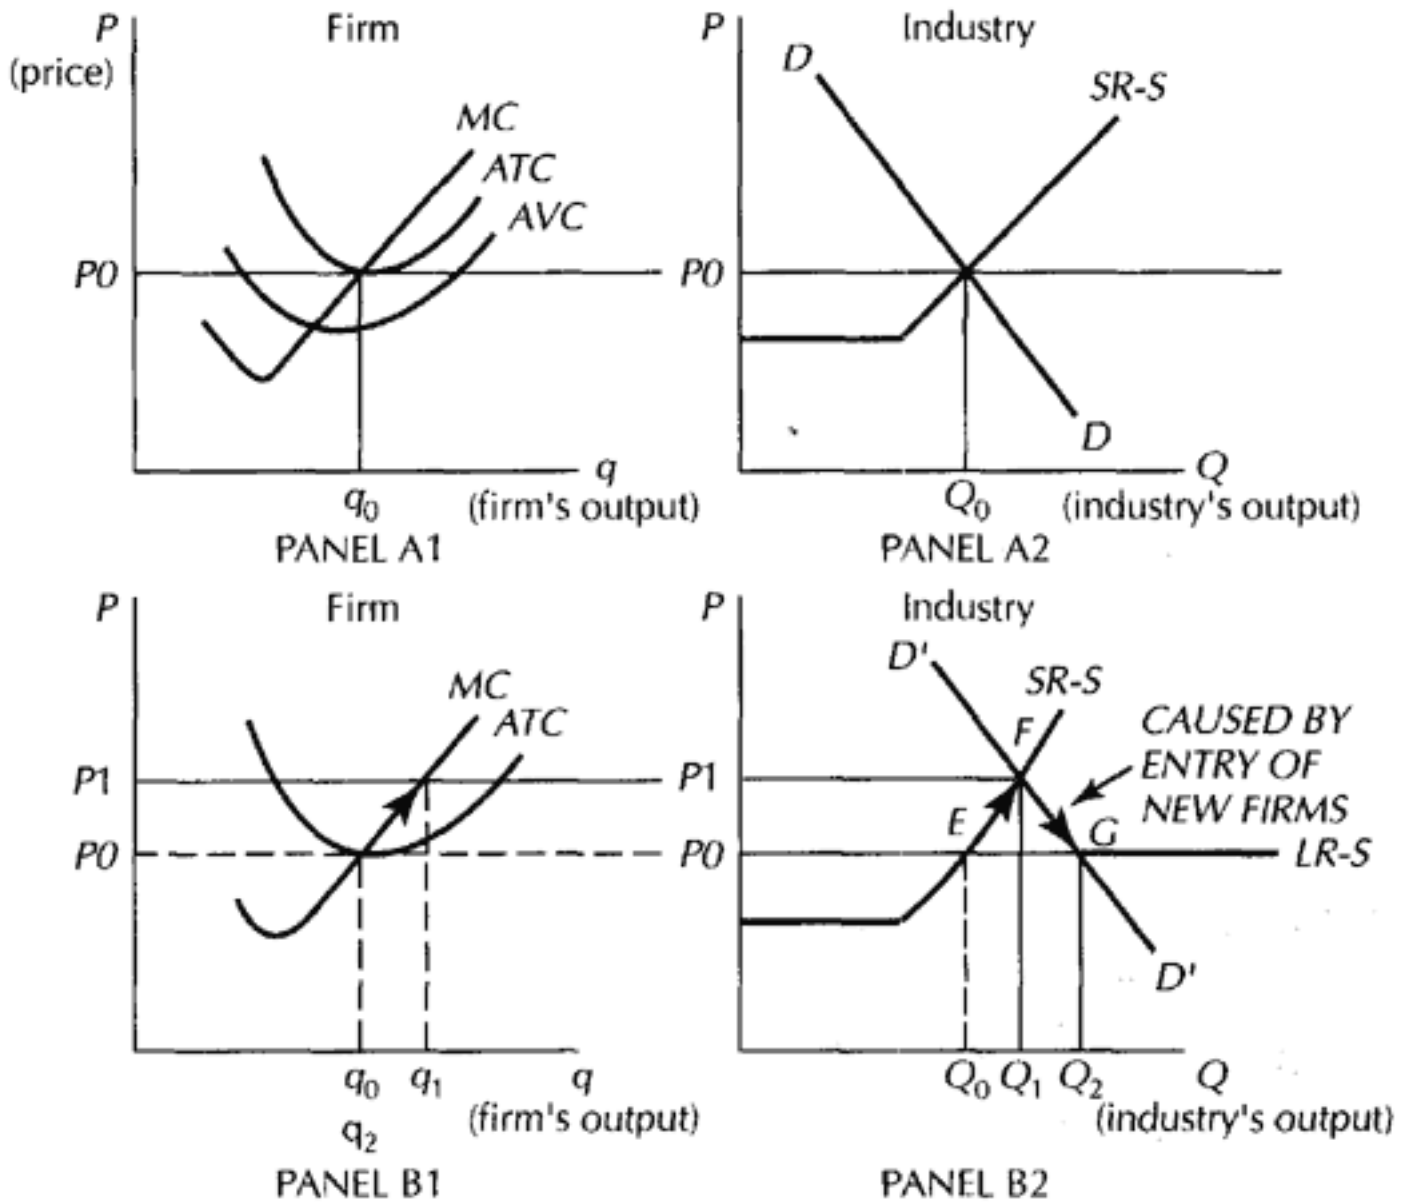 P Firm
(price)
MC
ATC
AVC
P0
q
q0 (firm's output)
PANEL A1
P Industry
D
SR-S
P0
D
Q
Q0 (industry's output)
PANEL A2
P Firm
MC
ATC
P1
P0
q0 q1 q
(firm's output)
q2
PANEL B1
P Industry
D'
SR-S
F
CAUSED BY
ENTRY OF
NEW FIRMS
P1
E
G
P0
LR-S
D'
Q0 Q1 Q2 Q
(industry's output)
PANEL B2